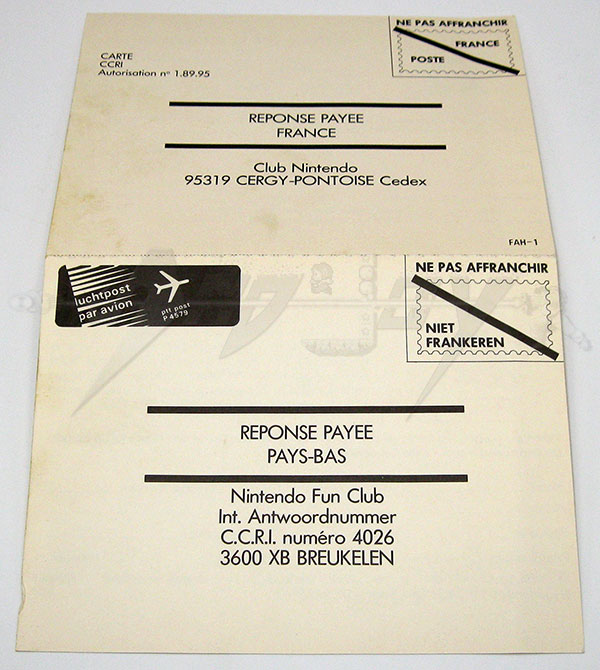 NE PAS AFFRANCHIR
FRANCE
POSTE
CARTE
CCRI
Autorisation nº 1.89.95
REPONSE PAYEE
FRANCE
Club Nintendo
95319 CERGY-PONTOISE Cedex
FAH-1
luchtpost
par avion
ptt post
P4579
NE PAS AFFRANCHIR
NIET
FRANKEREN
REPONSE PAYEE
PAYS-BAS
Nintendo Fun Club
Int. Antwoordnummer
C.C.R.I. numéro 4026
3600 XB BREUKELEN